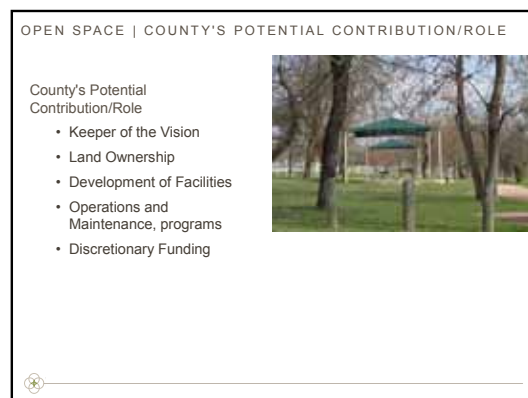 OPEN SPACE | COUNTY'S POTENTIAL CONTRIBUTION/ROLE
County's Potential
Contribution/Role
• Keeper of the Vision
• Land Ownership
• Development of Facilities
• Operations and
Maintenance, programs
• Discretionary Funding